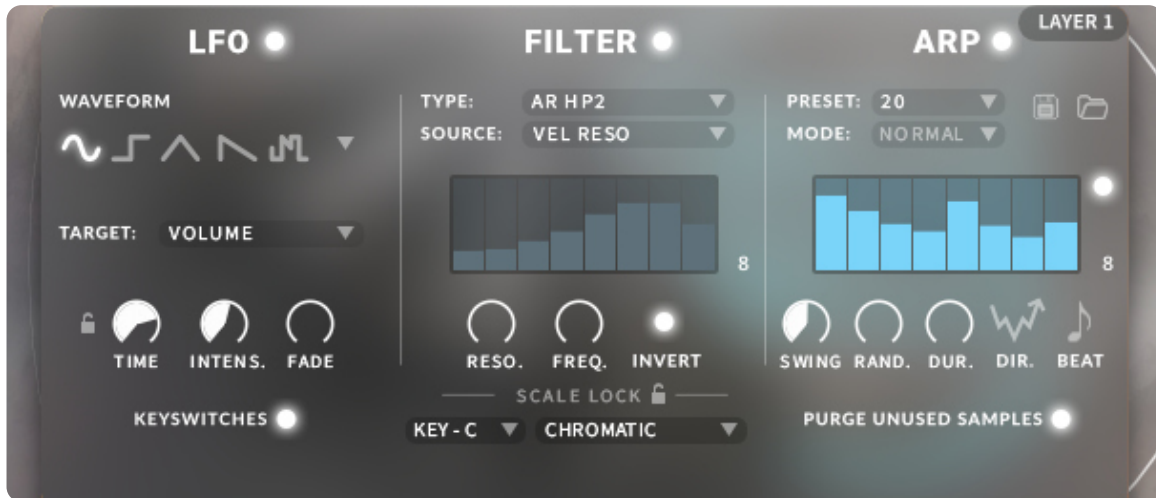 LAYER 1
LFO
FILTER
ARP
WAVEFORM
TARGET: VOLUME
TIME INTENS. FADE
KEYSWITCHES
TYPE: AR HP2
SOURCE: VEL RESO
8
RESO. FREQ. INVERT
SCALE LOCK
KEY - C CHROMATIC
PRESET: 20
MODE: NORMAL
8
SWING RAND. DUR. DIR. BEAT
PURGE UNUSED SAMPLES